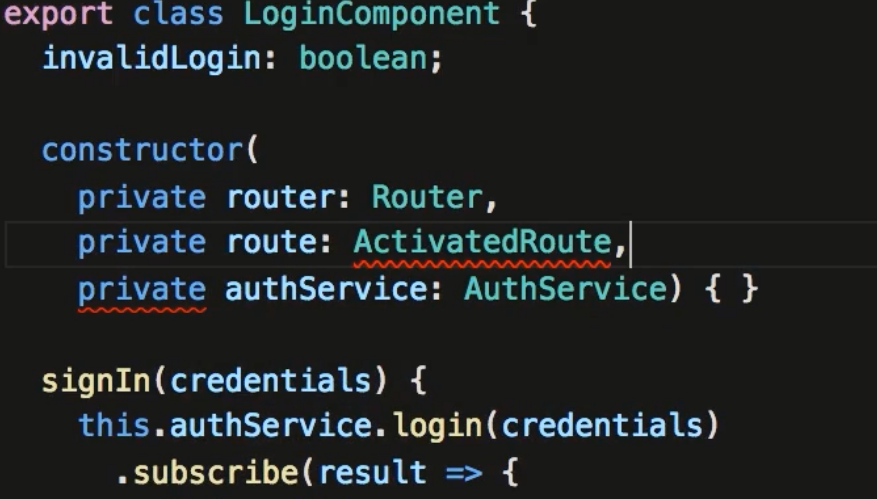 export class LoginComponent {
  invalidLogin: boolean;

  constructor(
    private router: Router,
    private route: ActivatedRoute,
    private authService: AuthService) { }

  signIn(credentials) {
    this.authService.login(credentials)
      .subscribe(result => {